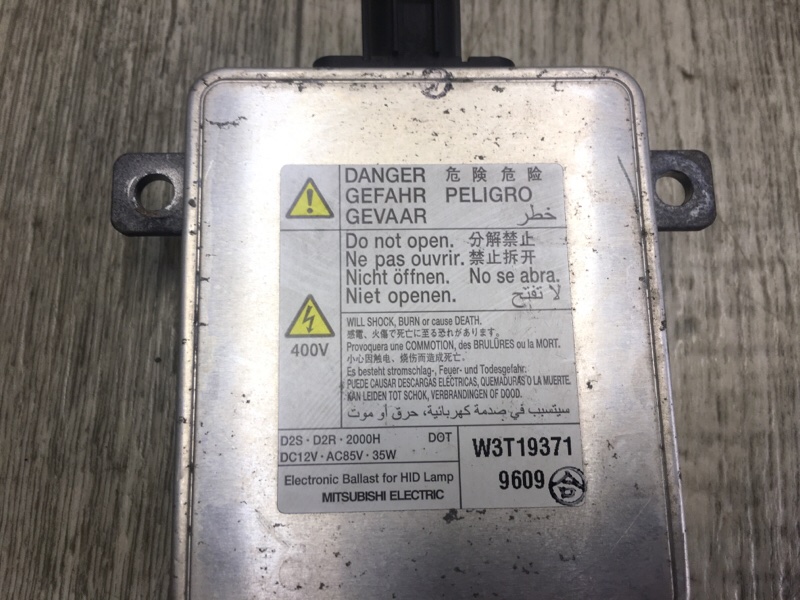 DANGER 危険 危险
GEFAHR PELIGRO
GEVAAR خطر
Do not open. 分解禁止
Ne pas ouvrir. 禁止拆开
Nicht öffnen. No se abra.
Niet openen. لا تفتح
400V
WILL SHOCK, BURN or cause DEATH.
感電、火傷で死亡に至る恐れがあります。
Provoquera une COMMOTION, des BRULÛRES ou la MORT.
小心因触电、烧伤而造成死亡.
Es besteht stromschlag-, Feuer- und Todesgefahr.
PUEDE CAUSAR DESCARGAS ELÉCTRICAS, QUEMADURAS O LA MUERTE.
KAN LEIDEN TOT SCHOK, VERBRANDINGEN OF DOOD.
سيتسبب في صدمة كهربائية، حرق أو موت
D2S · D2R · 2000H DOT
DC12V · AC85V · 35W
W3T19371
Electronic Ballast for HID Lamp
MITSUBISHI ELECTRIC
9609 合